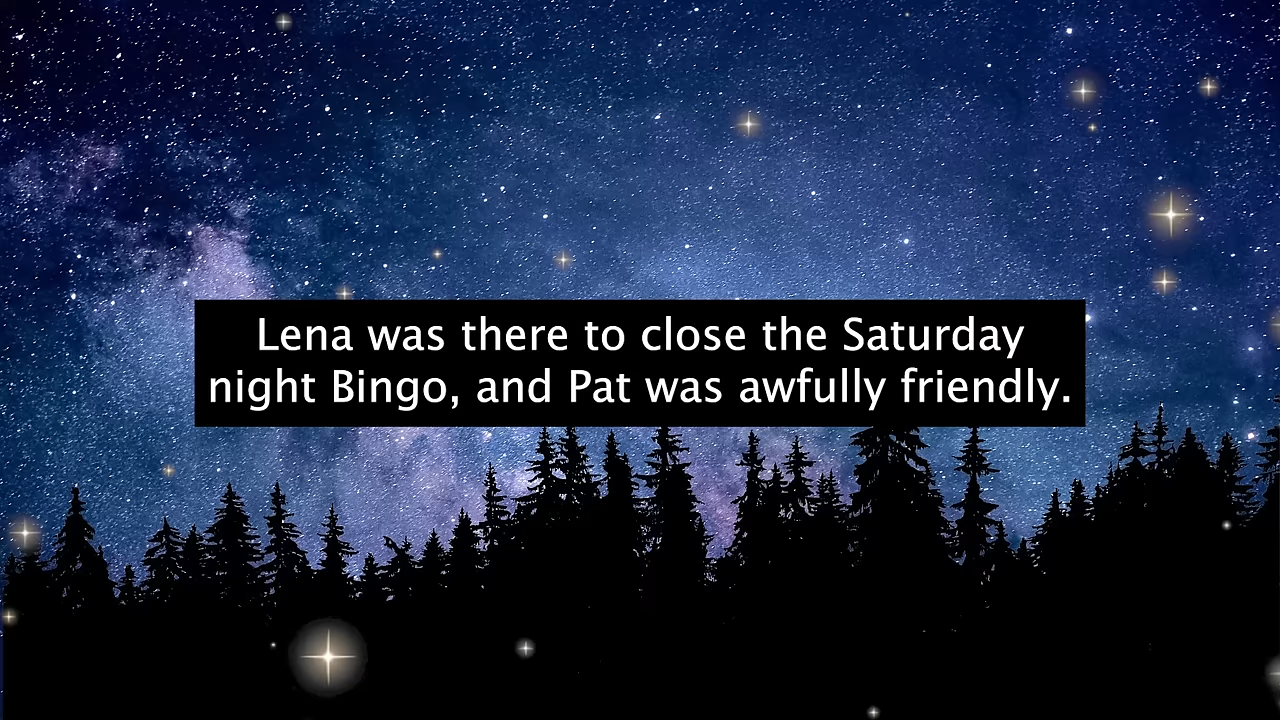 Lena was there to close the Saturday
night Bingo, and Pat was awfully friendly.